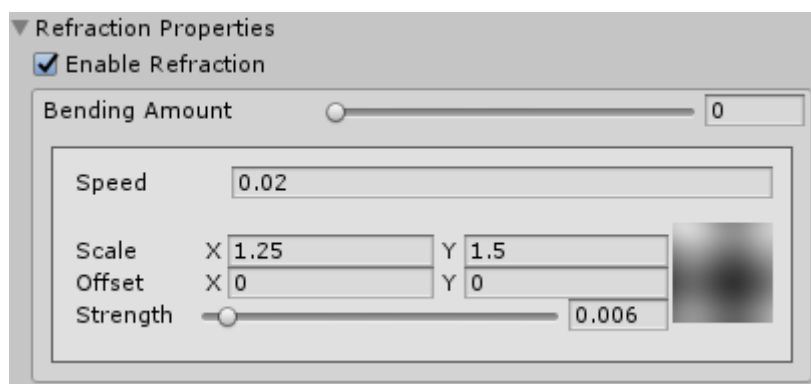 Refraction Properties
Enable Refraction
Bending Amount 0
Speed 0.02
Scale X 1.25 Y 1.5
Offset X 0 Y 0
Strength 0.006